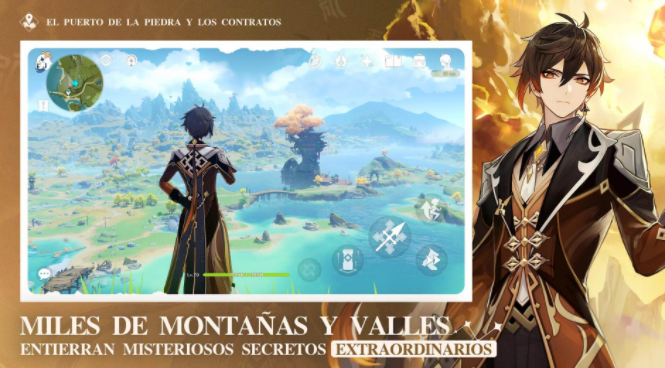 EL PUERTO DE LA PIEDRA Y LOS CONTRATOS
MILES DE MONTAÑAS Y VALLES
ENTIERRAN MISTERIOSOS SECRETOS EXTRAORDINARIOS